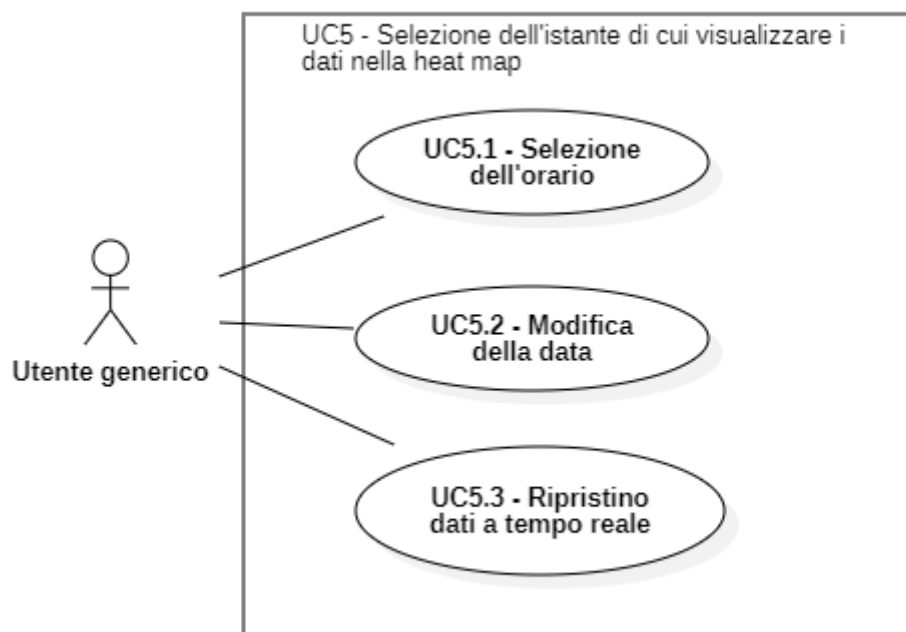 UC5 - Selezione dell'istante di cui visualizzare i
dati nella heat map
UC5.1 - Selezione
dell'orario
UC5.2 - Modifica
della data
Utente generico
UC5.3 - Ripristino
dati a tempo reale